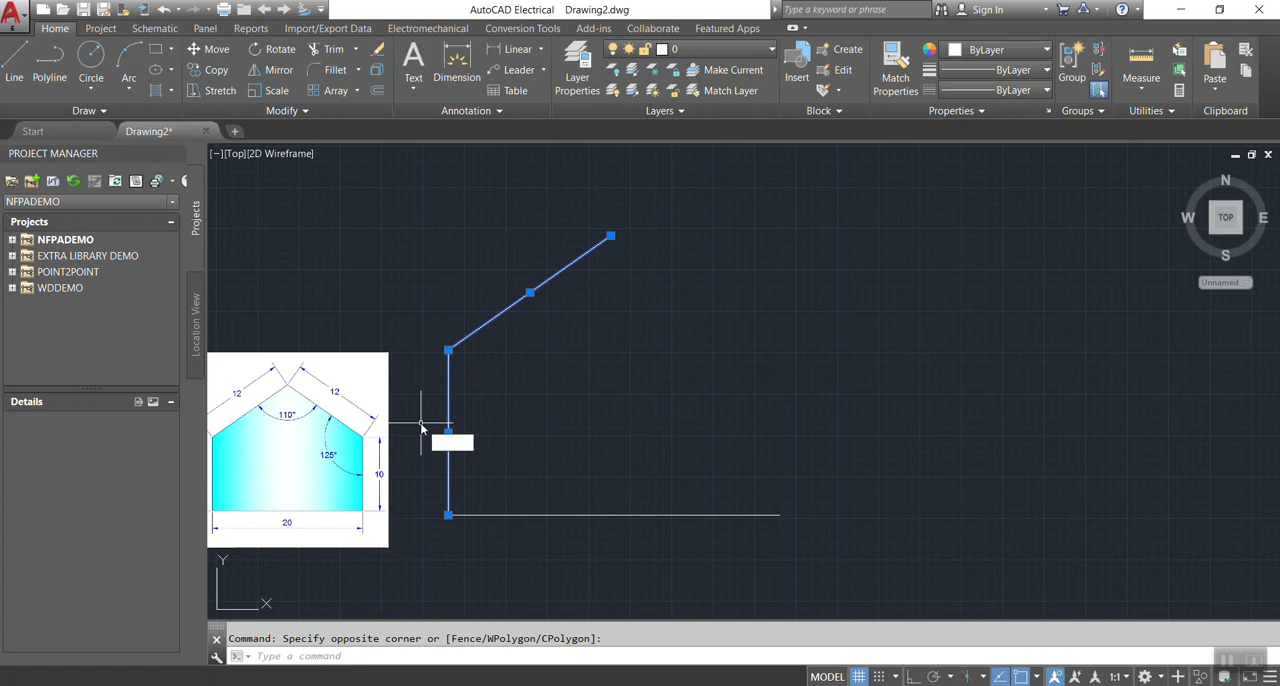 AutoCAD Electrical Drawing2.dwg
Type a keyword or phrase
Sign In
Home Project Schematic Panel Reports Import/Export Data Electromechanical Conversion Tools Add-ins Collaborate Featured Apps
Line Polyline Circle Arc
Move Rotate Trim
Copy Mirror Fillet
Stretch Scale Array
Text Dimension
Linear
Leader
Table
Layer Properties
0
Make Current
Match Layer
Insert
Create
Edit
Match Properties
ByLayer
ByLayer
ByLayer
Group
Measure
Paste
Draw Modify Annotation Layers Block Properties Groups Utilities Clipboard
Start Drawing2*
PROJECT MANAGER
NFPADEMO
Projects
NFPADEMO
EXTRA LIBRARY DEMO
POINT2POINT
WDDEMO
Details
Projects
Location View
[−][Top][2D Wireframe]
N
W TOP E
S
Unnamed
12
12
110°
125°
10
20
Y
X
Command: Specify opposite corner or [Fence/WPolygon/CPolygon]:
Type a command
MODEL
1:1